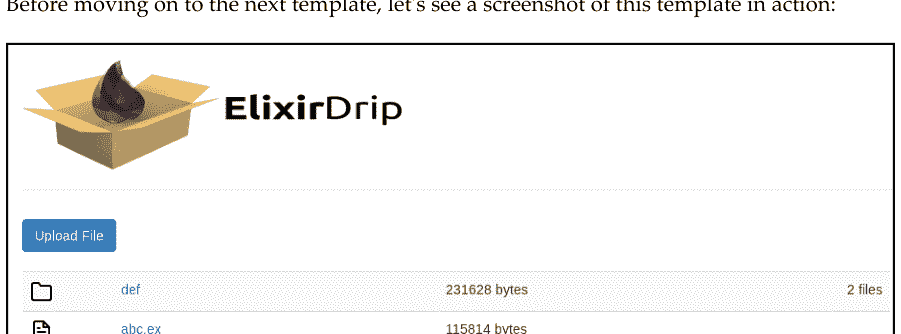 Before moving on to the next template, let's see a screenshot of this template in action:
ElixirDrip
Upload File
def 231628 bytes 2 files
abc.ex 115814 bytes